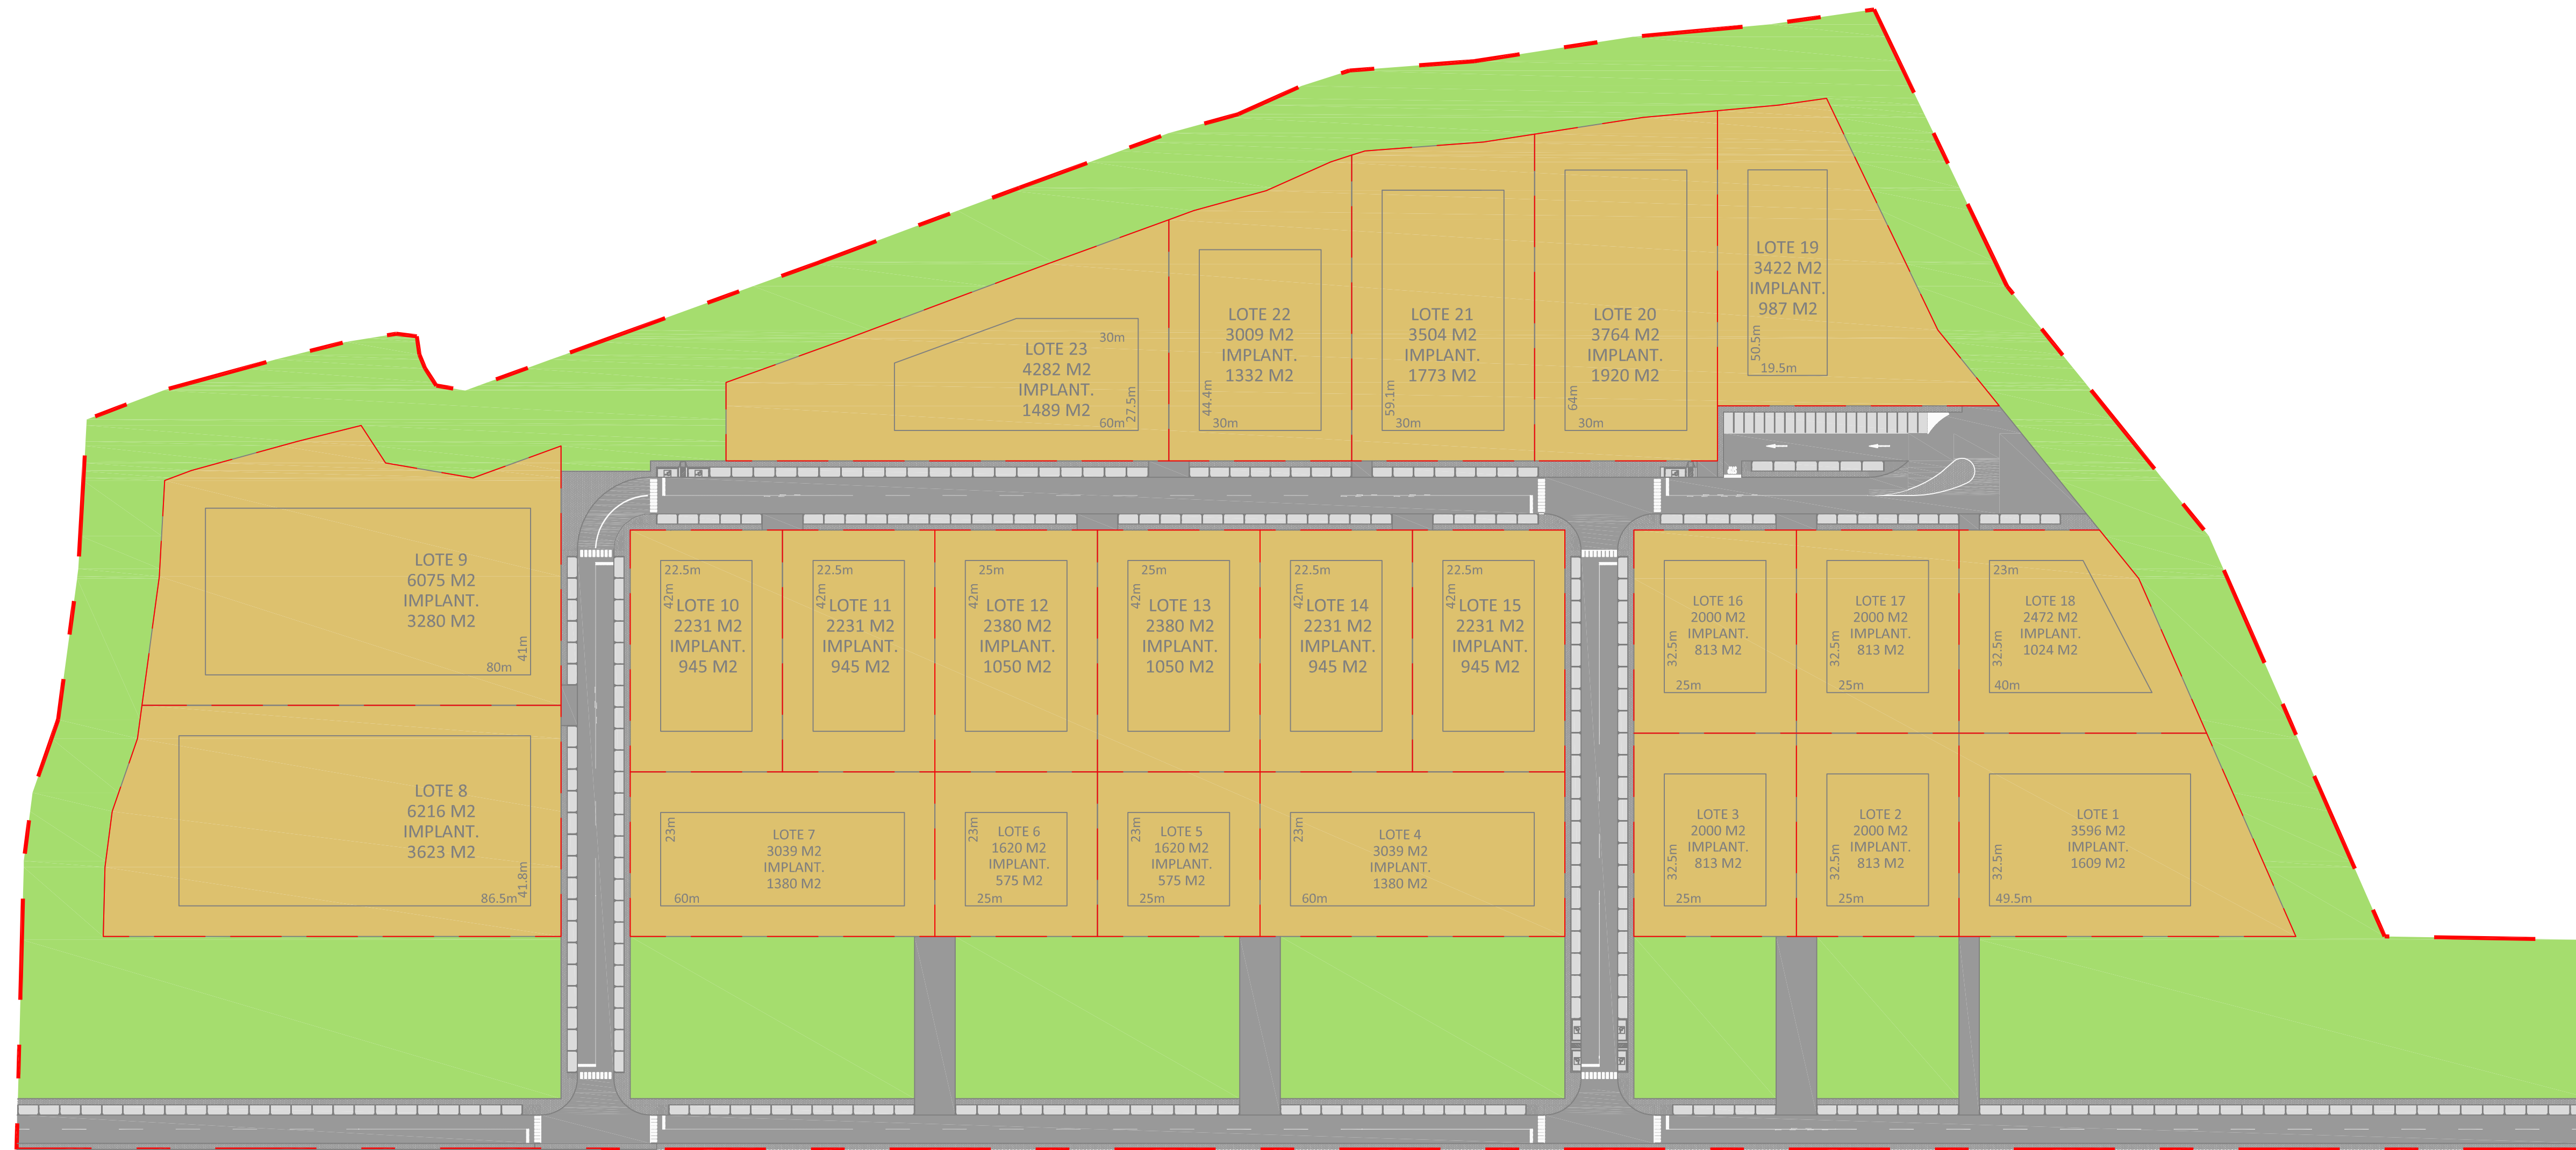 LOTE 19
3422 M2
IMPLANT.
987 M2
50.5m
19.5m
LOTE 20
3764 M2
IMPLANT.
1920 M2
64m
30m
LOTE 21
3504 M2
IMPLANT.
1773 M2
59.1m
30m
LOTE 22
3009 M2
IMPLANT.
1332 M2
44.4m
30m
30m
LOTE 23
4282 M2
IMPLANT.
1489 M2
27.5m
60m
LOTE 9
6075 M2
IMPLANT.
3280 M2
41m
80m
LOTE 8
6216 M2
IMPLANT.
3623 M2
41.8m
86.5m
22.5m
42m
LOTE 10
2231 M2
IMPLANT.
945 M2
22.5m
42m
LOTE 11
2231 M2
IMPLANT.
945 M2
25m
42m
LOTE 12
2380 M2
IMPLANT.
1050 M2
25m
42m
LOTE 13
2380 M2
IMPLANT.
1050 M2
22.5m
42m
LOTE 14
2231 M2
IMPLANT.
945 M2
22.5m
42m
LOTE 15
2231 M2
IMPLANT.
945 M2
LOTE 16
2000 M2
IMPLANT.
813 M2
32.5m
25m
LOTE 17
2000 M2
IMPLANT.
813 M2
32.5m
25m
23m
LOTE 18
2472 M2
IMPLANT.
1024 M2
32.5m
40m
23m
LOTE 7
3039 M2
IMPLANT.
1380 M2
60m
23m
LOTE 6
1620 M2
IMPLANT.
575 M2
25m
23m
LOTE 5
1620 M2
IMPLANT.
575 M2
25m
23m
LOTE 4
3039 M2
IMPLANT.
1380 M2
60m
LOTE 3
2000 M2
IMPLANT.
813 M2
32.5m
25m
LOTE 2
2000 M2
IMPLANT.
813 M2
32.5m
25m
LOTE 1
3596 M2
IMPLANT.
1609 M2
32.5m
49.5m